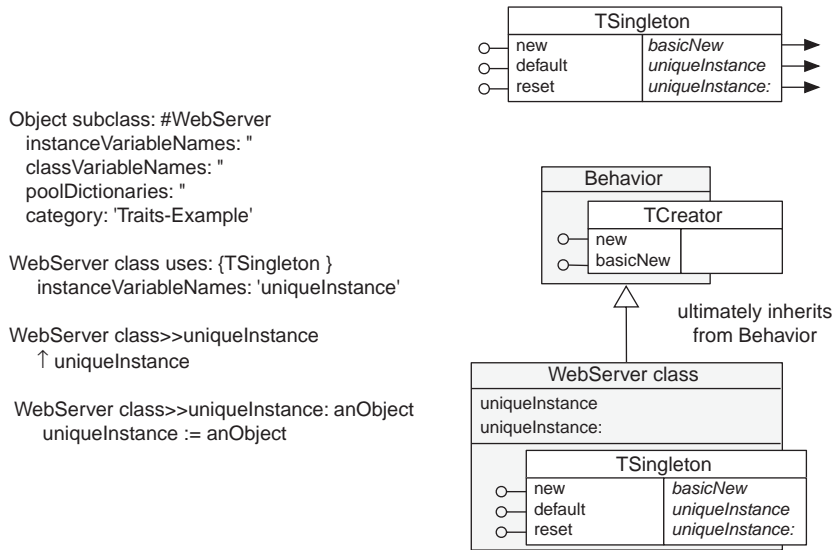 TSingleton
new basicNew
default uniqueInstance
reset uniqueInstance:
Object subclass: #WebServer
instanceVariableNames: ''
classVariableNames: ''
poolDictionaries: ''
category: 'Traits-Example'
WebServer class uses: {TSingleton }
instanceVariableNames: 'uniqueInstance'
WebServer class>>uniqueInstance
↑ uniqueInstance
WebServer class>>uniqueInstance: anObject
uniqueInstance := anObject
Behavior
TCreator
new
basicNew
ultimately inherits
from Behavior
WebServer class
uniqueInstance
uniqueInstance:
TSingleton
new basicNew
default uniqueInstance
reset uniqueInstance: